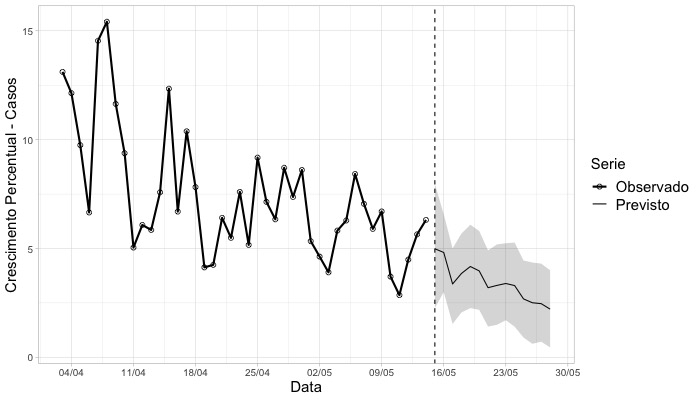 Crescimento Percentual - Casos
15
10
5
0
04/04 11/04 18/04 25/04 02/05 09/05 16/05 23/05 30/05
Data
Serie
Observado
Previsto